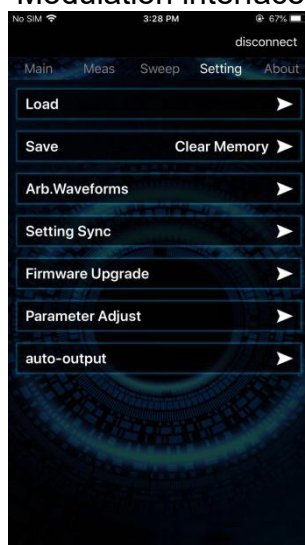 Modulation Interface
No SIM 3:28 PM 67%
disconnect
Main Meas Sweep Setting About
Load
Save Clear Memory
Arb.Waveforms
Setting Sync
Firmware Upgrade
Parameter Adjust
auto-output